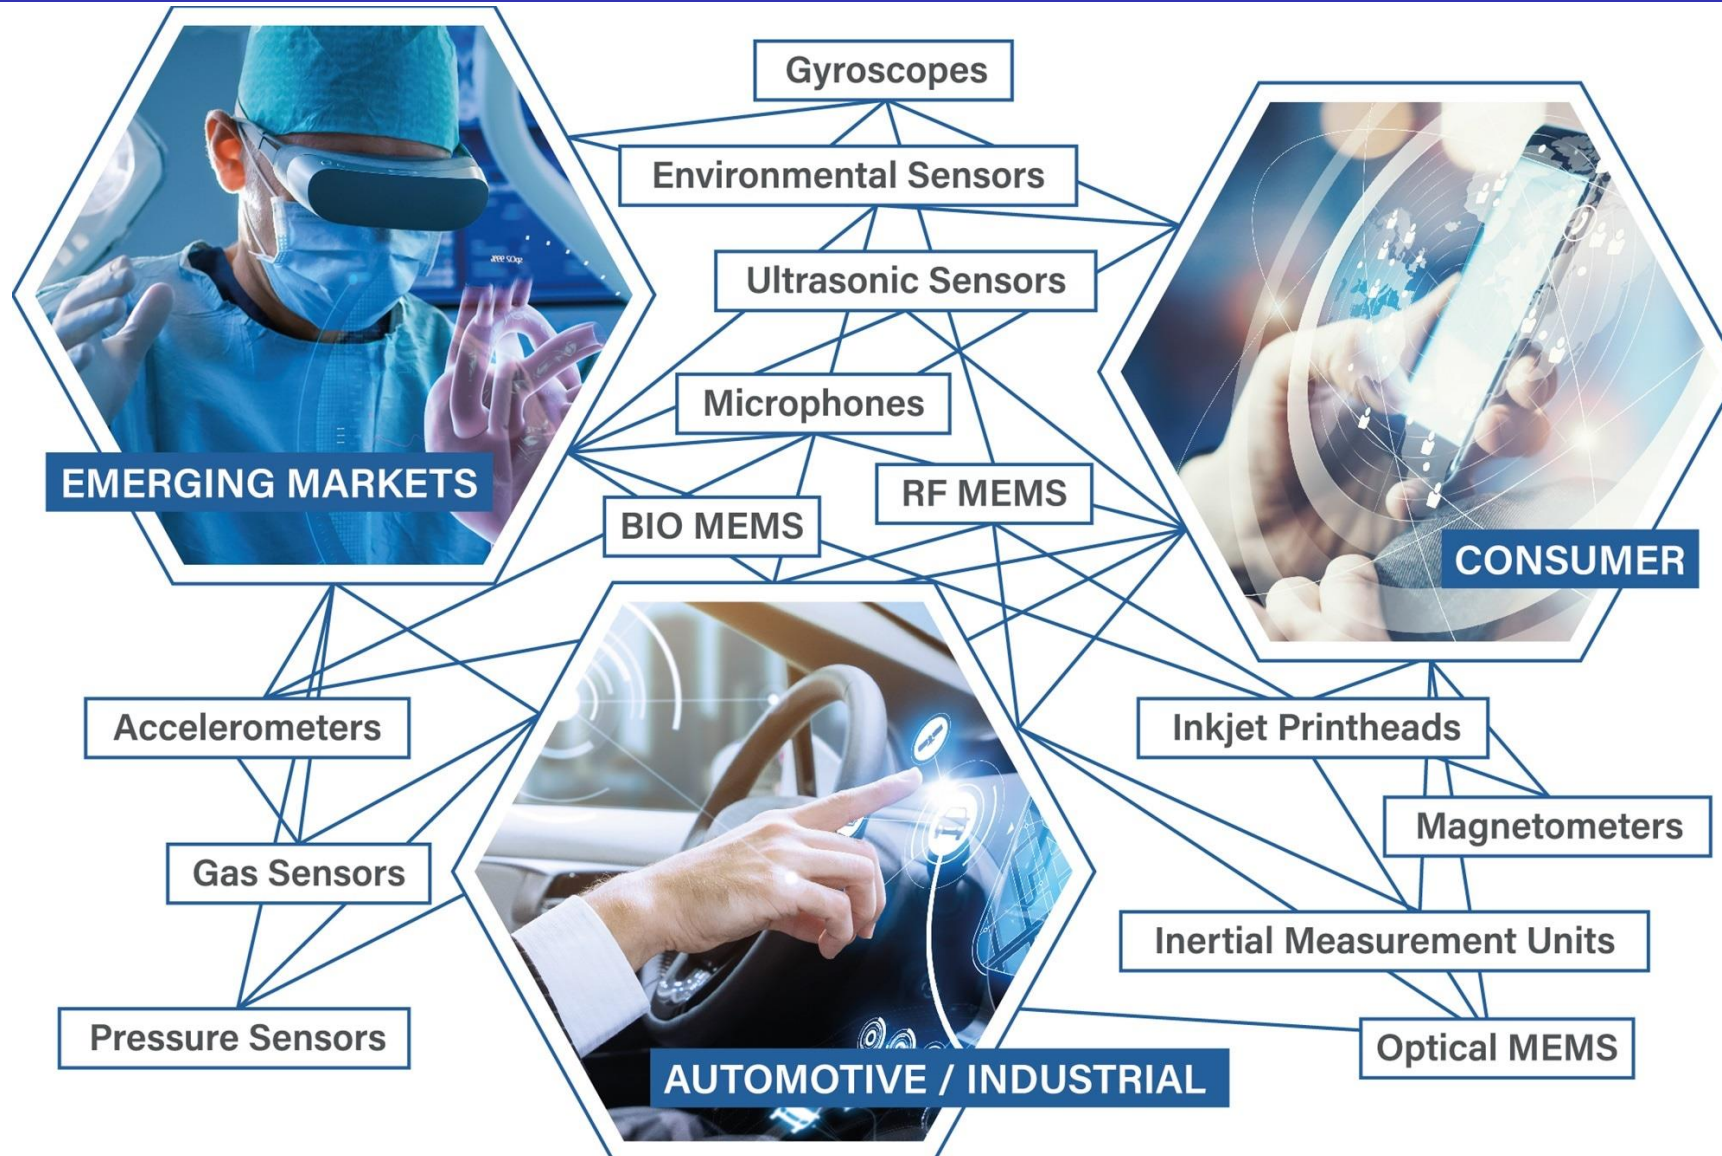 Gyroscopes
Environmental Sensors
Ultrasonic Sensors
Microphones
RF MEMS
BIO MEMS
EMERGING MARKETS
CONSUMER
Accelerometers
Gas Sensors
Pressure Sensors
Inkjet Printheads
Magnetometers
Inertial Measurement Units
Optical MEMS
AUTOMOTIVE / INDUSTRIAL